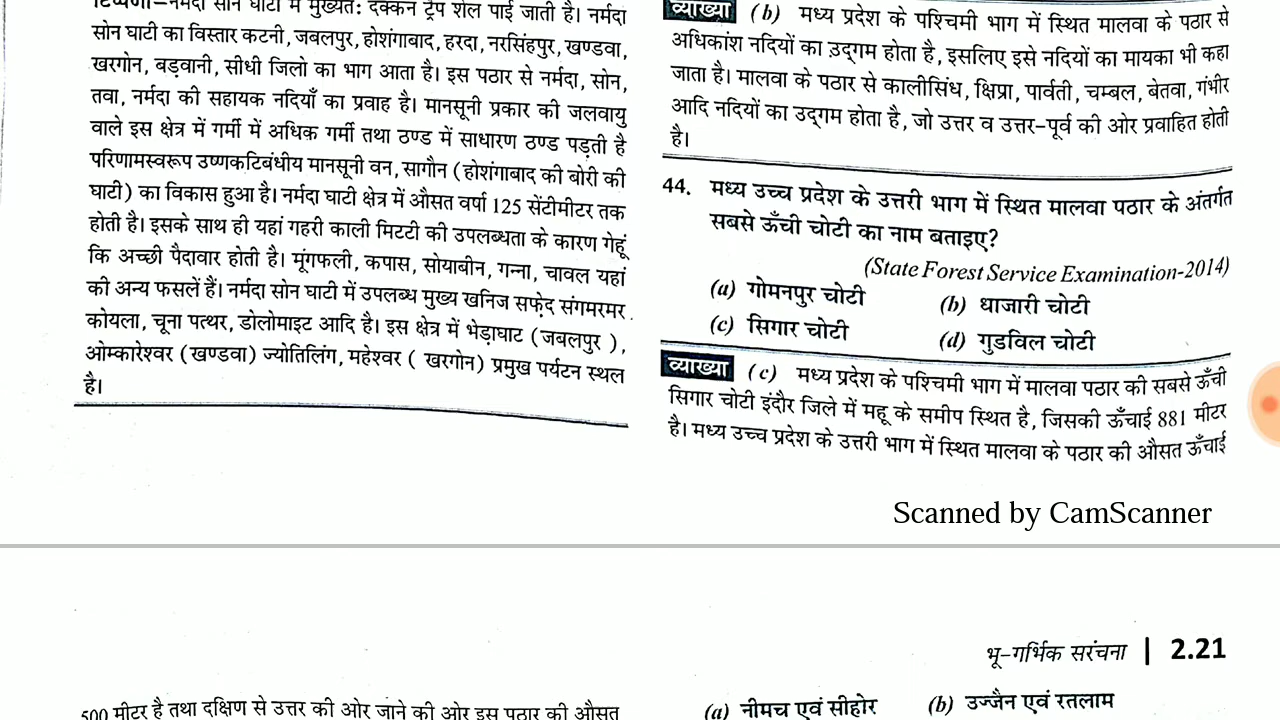 टिप्पणी–नर्मदा सोन घाटी में मुख्यतः दक्कन ट्रैप शैल पाई जाती है। नर्मदा
सोन घाटी का विस्तार कटनी, जबलपुर, होशंगाबाद, हरदा, नरसिंहपुर, खण्डवा,
खरगोन, बड़वानी, सीधी जिलो का भाग आता है। इस पठार से नर्मदा, सोन,
तवा, नर्मदा की सहायक नदियाँ का प्रवाह है। मानसूनी प्रकार की जलवायु
वाले इस क्षेत्र में गर्मी में अधिक गर्मी तथा ठण्ड में साधारण ठण्ड पड़ती है
परिणामस्वरूप उष्णकटिबंधीय मानसूनी वन, सागौन (होशंगाबाद की बोरी की
घाटी) का विकास हुआ है। नर्मदा घाटी क्षेत्र में औसत वर्षा 125 सेंटीमीटर तक
होती है। इसके साथ ही यहां गहरी काली मिटटी की उपलब्धता के कारण गेहूं
कि अच्छी पैदावार होती है। मूंगफली, कपास, सोयाबीन, गन्ना, चावल यहां
की अन्य फसलें हैं। नर्मदा सोन घाटी में उपलब्ध मुख्य खनिज सफ़ेद संगमरमर
कोयला, चूना पत्थर, डोलोमाइट आदि है। इस क्षेत्र में भेड़ाघाट (जबलपुर ),
ओम्कारेश्वर (खण्डवा) ज्योतिलिंग, महेश्वर ( खरगोन) प्रमुख पर्यटन स्थल
है।
व्याख्या (b) मध्य प्रदेश के पश्चिमी भाग में स्थित मालवा के पठार से
अधिकांश नदियों का उद्गम होता है, इसलिए इसे नदियों का मायका भी कहा
जाता है। मालवा के पठार से कालीसिंध, क्षिप्रा, पार्वती, चम्बल, बेतवा, गंभीर
आदि नदियों का उद्गम होता है, जो उत्तर व उत्तर-पूर्व की ओर प्रवाहित होती
है।
44. मध्य उच्च प्रदेश के उत्तरी भाग में स्थित मालवा पठार के अंतर्गत
सबसे ऊँची चोटी का नाम बताइए?
(State Forest Service Examination-2014)
(a) गोमनपुर चोटी (b) धाजारी चोटी
(c) सिगार चोटी (d) गुडविल चोटी
व्याख्या (c) मध्य प्रदेश के पश्चिमी भाग में मालवा पठार की सबसे ऊँची
सिगार चोटी इंदौर जिले में महू के समीप स्थित है, जिसकी ऊँचाई 881 मीटर
है। मध्य उच्च प्रदेश के उत्तरी भाग में स्थित मालवा के पठार की औसत ऊँचाई
Scanned by CamScanner
भू-गर्भिक सरंचना | 2.21
500 मीटर है तथा दक्षिण से उत्तर की ओर जाने की ओर इस पठार की औसत
(a) नीमच एवं सीहोर (b) उज्जैन एवं रतलाम